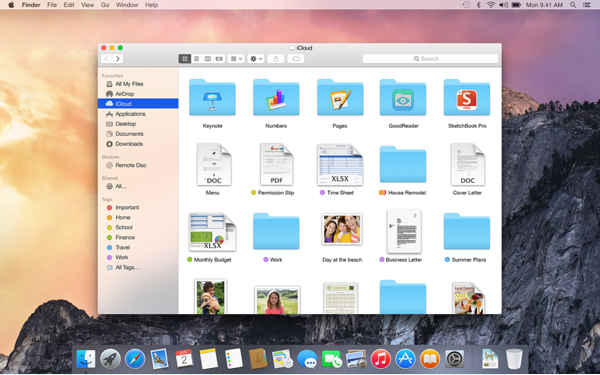 Finder File Edit View Go Window Help Mon 9:41 AM
iCloud
Search
Favorites
All My Files
AirDrop
iCloud
Applications
Desktop
Documents
Downloads
Devices
Remote Disc
Shared
All...
Tags
Important
Home
School
Finance
Travel
Work
All Tags...
Keynote Numbers Pages GoodReader SketchBook Pro
DOC PDF XLSX DOC
Menu Permission Slip Time Sheet House Remodel Cover Letter
XLSX
Monthly Budget Work Day at the beach Business Letter Summer Plans
2